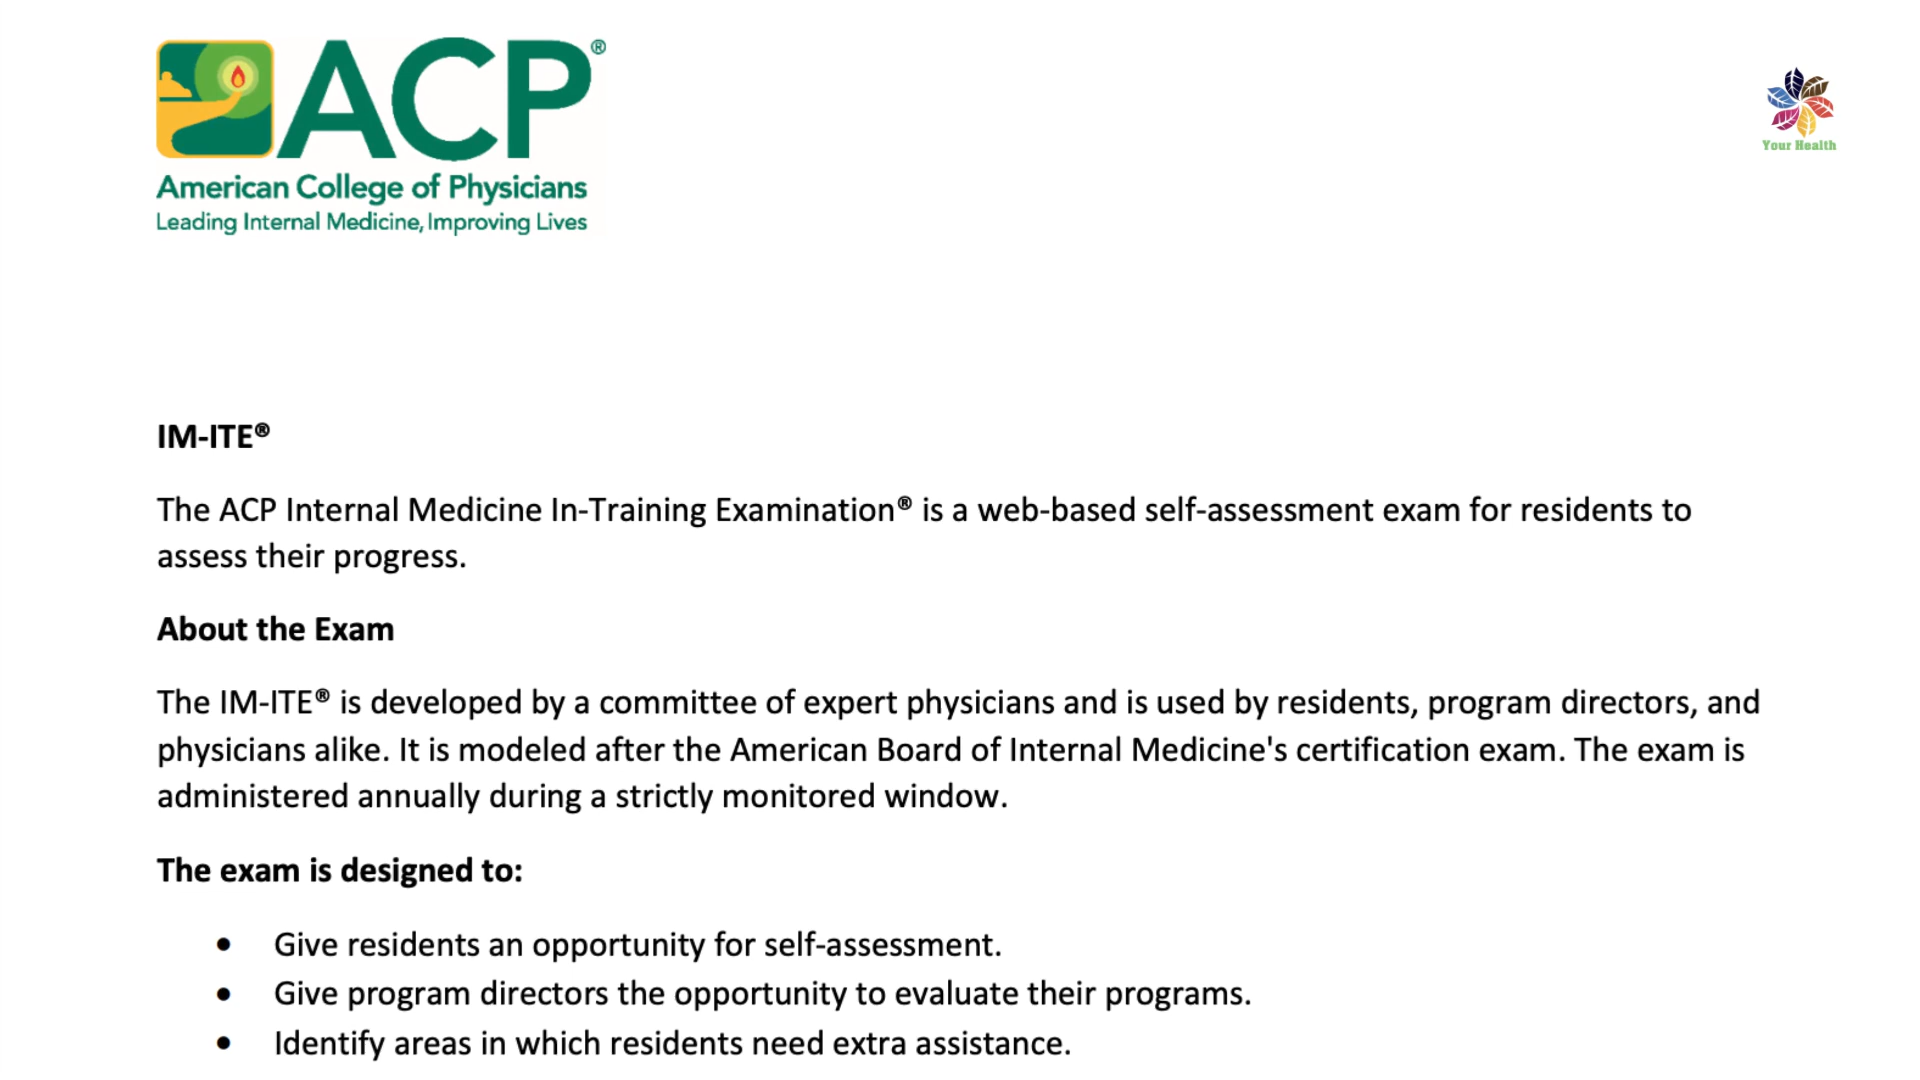 ACP®
American College of Physicians
Leading Internal Medicine, Improving Lives
Your Health
IM-ITE®
The ACP Internal Medicine In-Training Examination® is a web-based self-assessment exam for residents to
assess their progress.
About the Exam
The IM-ITE® is developed by a committee of expert physicians and is used by residents, program directors, and
physicians alike. It is modeled after the American Board of Internal Medicine's certification exam. The exam is
administered annually during a strictly monitored window.
The exam is designed to:
• Give residents an opportunity for self-assessment.
• Give program directors the opportunity to evaluate their programs.
• Identify areas in which residents need extra assistance.